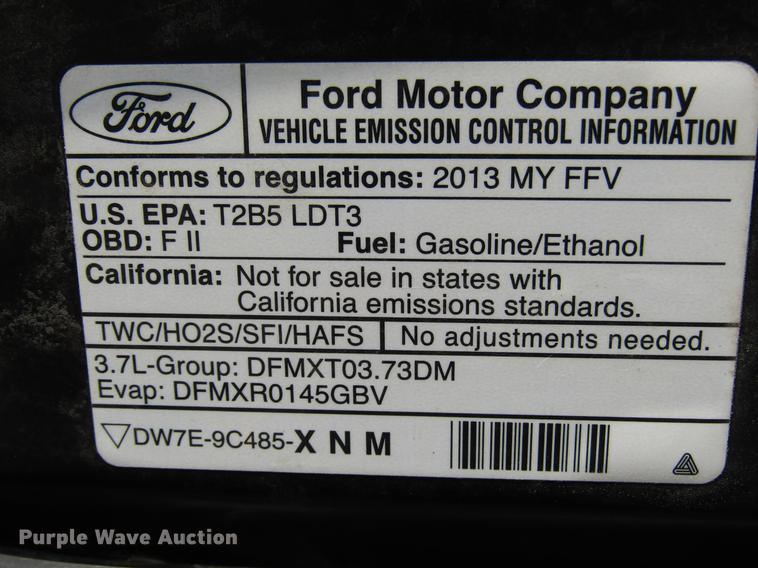 Ford
Ford Motor Company
VEHICLE EMISSION CONTROL INFORMATION
Conforms to regulations: 2013 MY FFV
U.S. EPA: T2B5 LDT3
OBD: F II Fuel: Gasoline/Ethanol
California: Not for sale in states with
California emissions standards.
TWC/HO2S/SFI/HAFS No adjustments needed.
3.7L-Group: DFMXT03.73DM
Evap: DFMXR0145GBV
DW7E-9C485-X N M
Purple Wave Auction